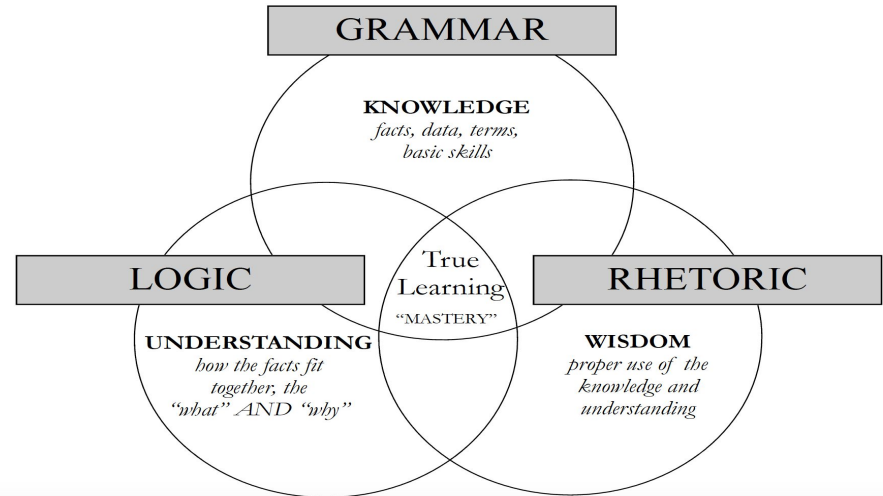 GRAMMAR
KNOWLEDGE
facts, data, terms,
basic skills
LOGIC
UNDERSTANDING
how the facts fit
together, the
“what” AND “why”
True
Learning
“MASTERY”
RHETORIC
WISDOM
proper use of the
knowledge and
understanding